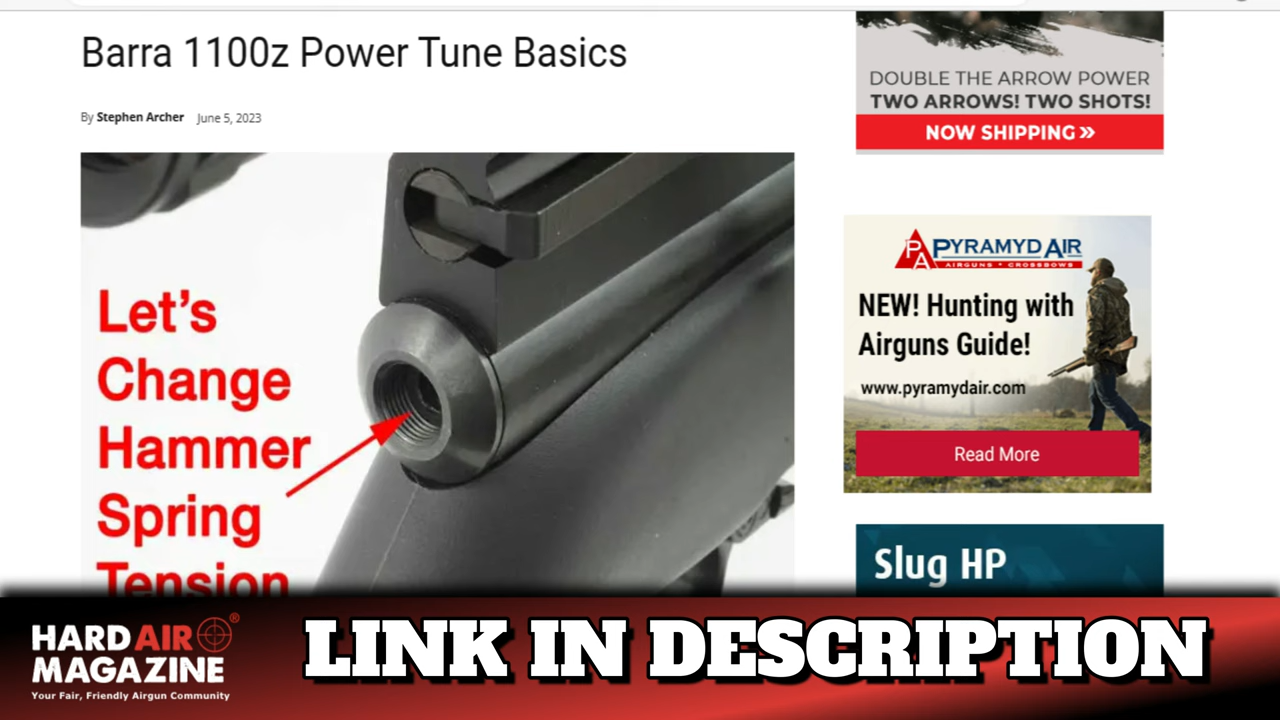 Barra 1100z Power Tune Basics
By Stephen Archer June 5, 2023
Let's
Change
Hammer
Spring
Tension
DOUBLE THE ARROW POWER
TWO ARROWS! TWO SHOTS!
NOW SHIPPING »
PA PYRAMYD AIR
AIRGUNS • CROSSBOWS
NEW! Hunting with
Airguns Guide!
www.pyramydair.com
Read More
Slug HP
HARD AIR ®
MAGAZINE
Your Fair, Friendly Airgun Community
LINK IN DESCRIPTION